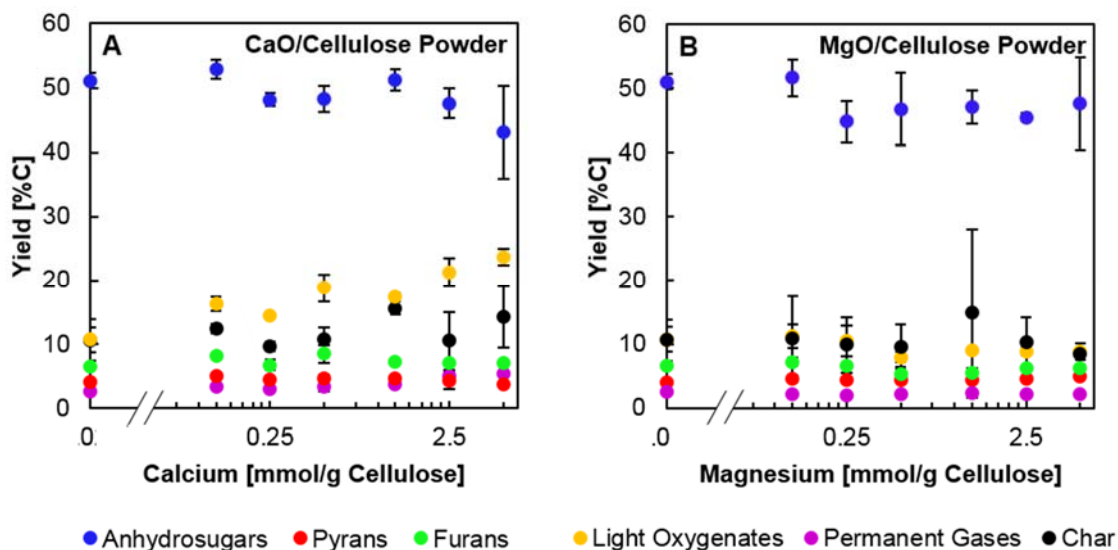 A
CaO/Cellulose Powder
Yield [%C]
60
50
40
30
20
10
0
.0.
0.25
2.5
Calcium [mmol/g Cellulose]
B
MgO/Cellulose Powder
Yield [%C]
60
50
40
30
20
10
0
.0
0.25
2.5
Magnesium [mmol/g Cellulose]
Anhydrosugars Pyrans Furans Light Oxygenates Permanent Gases Char